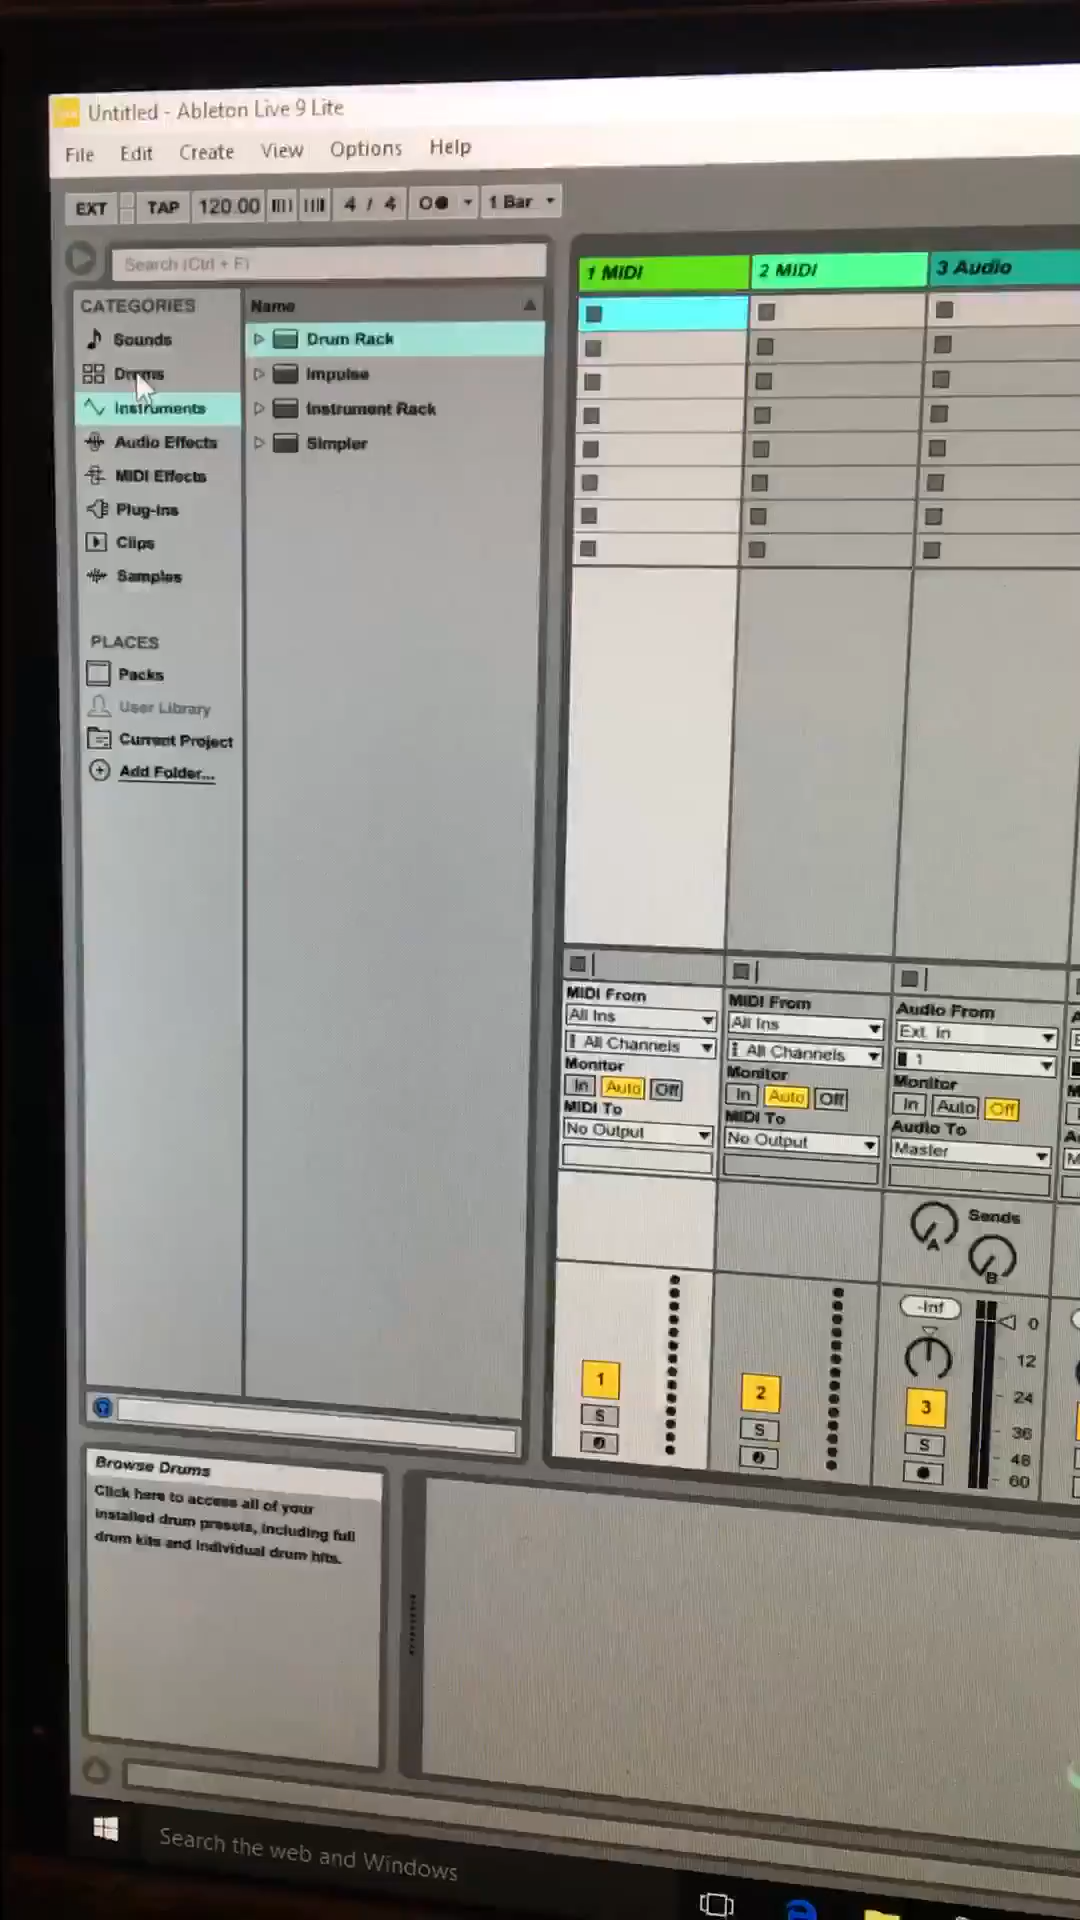 Untitled - Ableton Live 9 Lite
File Edit Create View Options Help
EXT TAP 120.00 4 / 4 1 Bar
Search (Ctrl + F)
CATEGORIES
Sounds
Drums
Instruments
Audio Effects
MIDI Effects
Plug-ins
Clips
Samples
PLACES
Packs
User Library
Current Project
Add Folder...
Name
Drum Rack
Impulse
Instrument Rack
Simpler
1 MIDI 2 MIDI 3 Audio
MIDI From
All Ins
All Channels
Monitor
In Auto Off
MIDI To
No Output
1
S
MIDI From
All Ins
All Channels
Monitor
In Auto Off
MIDI To
No Output
2
S
Audio From
Ext. In
1
Monitor
In Auto Off
Audio To
Master
Sends
A
B
-Inf
0
12
24
36
48
60
3
S
Browse Drums
Click here to access all of your
installed drum presets, including full
drum kits and individual drum hits.
Search the web and Windows